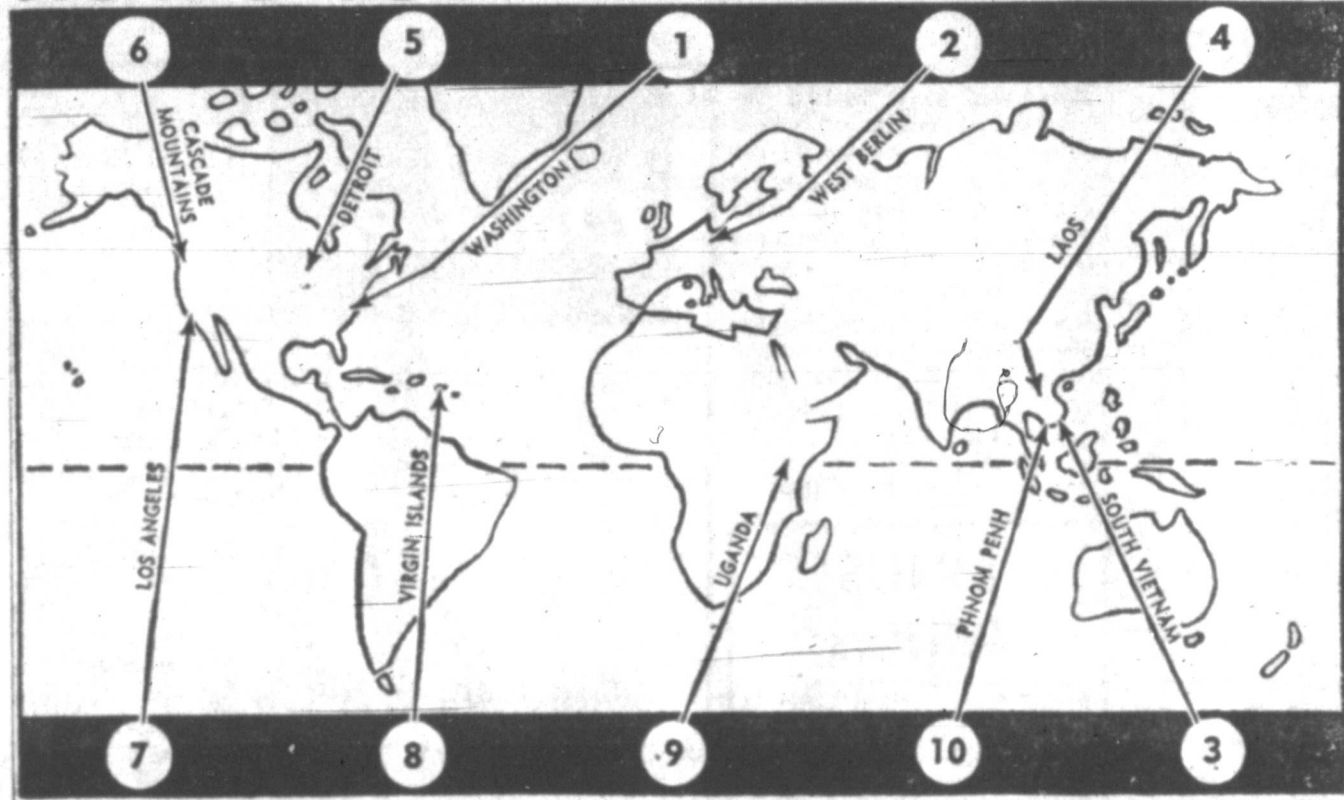 6
5
1
2
4
CASCADE
MOUNTAINS
DETROIT
WASHINGTON
WEST BERLIN
LAOS
LOS ANGELES
VIRGIN ISLANDS
UGANDA
PHNOM PENH
SOUTH VIETNAM
7
8
9
10
3